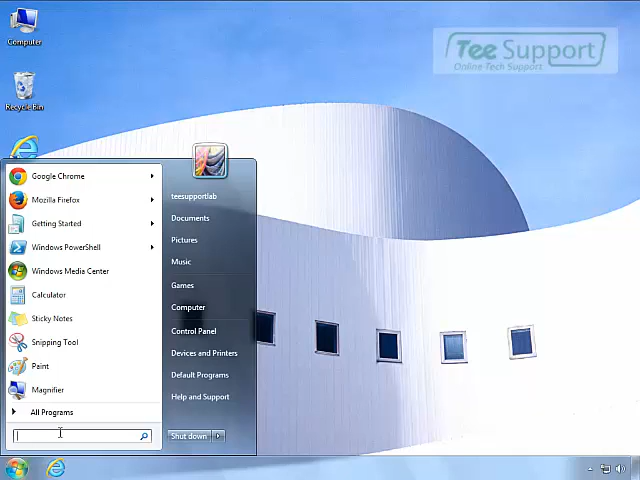 Computer
Recycle Bin
Tee Support
Online Tech Support
Google Chrome
Mozilla Firefox
Getting Started
Windows PowerShell
Windows Media Center
Calculator
Sticky Notes
Snipping Tool
Paint
Magnifier
All Programs
teesupportlab
Documents
Pictures
Music
Games
Computer
Control Panel
Devices and Printers
Default Programs
Help and Support
Shut down